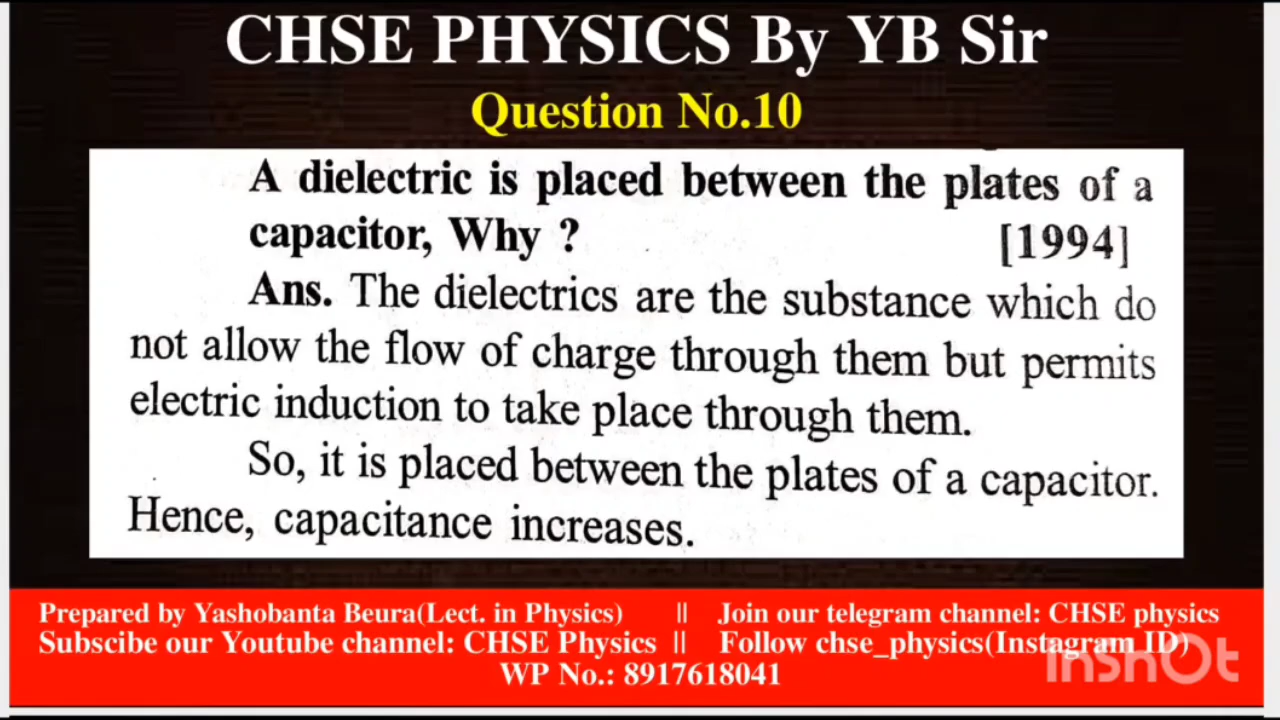 CHSE PHYSICS By YB Sir
Question No.10
A dielectric is placed between the plates of a
capacitor, Why ? [1994]
Ans. The dielectrics are the substance which do
not allow the flow of charge through them but permits
electric induction to take place through them.
So, it is placed between the plates of a capacitor.
Hence, capacitance increases.
Prepared by Yashobanta Beura(Lect. in Physics) || Join our telegram channel: CHSE physics
Subscibe our Youtube channel: CHSE Physics || Follow chse_physics(Instagram ID)
WP No.: 8917618041
InShOt